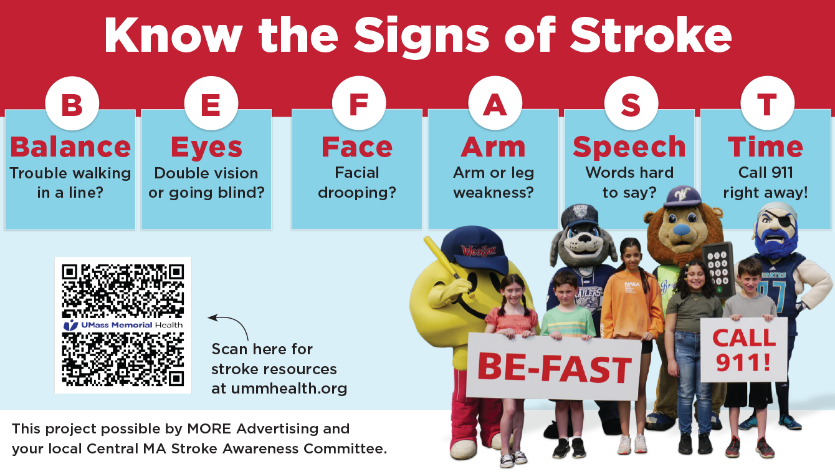 Know the Signs of Stroke
B E F A S T
Balance
Trouble walking
in a line?
Eyes
Double vision
or going blind?
Face
Facial
drooping?
Arm
Arm or leg
weakness?
Speech
Words hard
to say?
Time
Call 911
right away!
UMass Memorial Health
Scan here for
stroke resources
at ummhealth.org
WooSox
W
BE-FAST
CALL
911!
This project possible by MORE Advertising and
your local Central MA Stroke Awareness Committee.